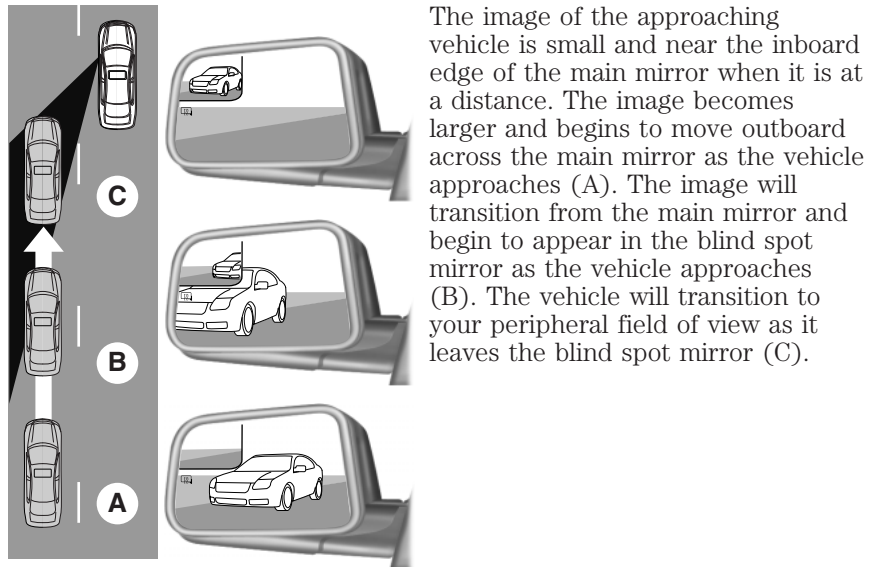 The image of the approaching
vehicle is small and near the inboard
edge of the main mirror when it is at
a distance. The image becomes
larger and begins to move outboard
across the main mirror as the vehicle
approaches (A). The image will
transition from the main mirror and
begin to appear in the blind spot
mirror as the vehicle approaches
(B). The vehicle will transition to
your peripheral field of view as it
leaves the blind spot mirror (C).
C
B
A